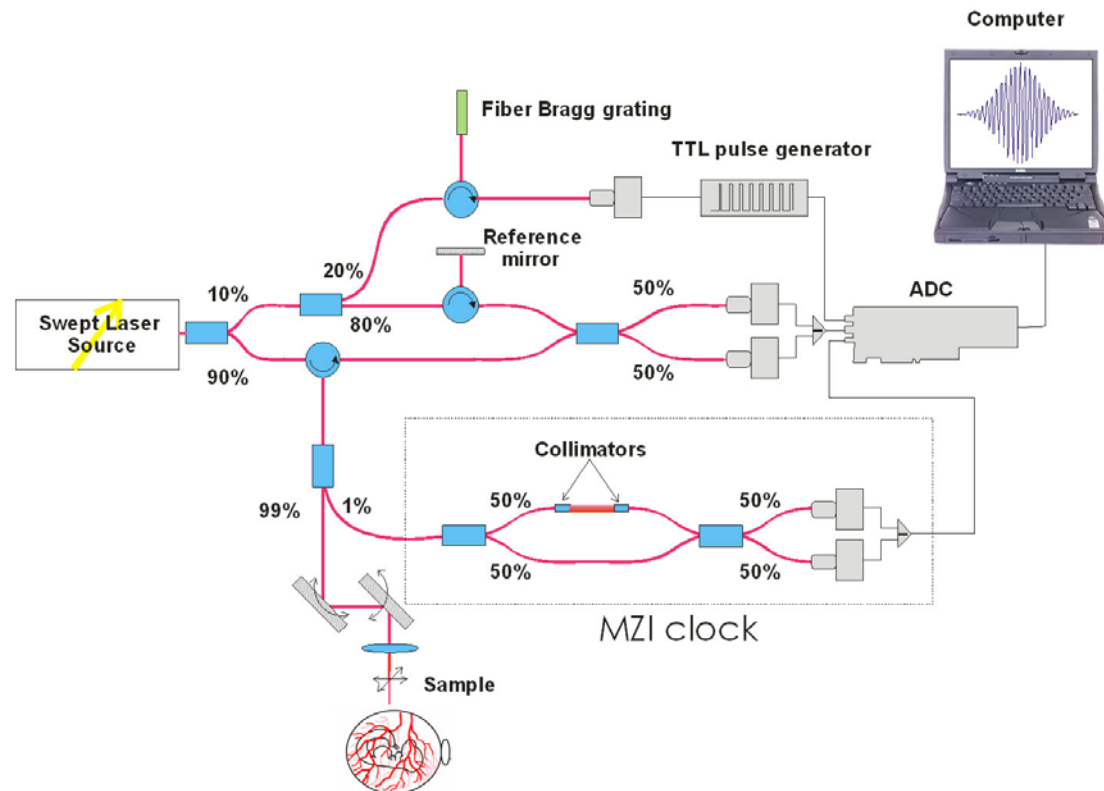 Computer
Fiber Bragg grating
TTL pulse generator
Reference
mirror
20%
10%
80%
50%
ADC
Swept Laser
Source
90%
50%
Collimators
50%
50%
99%
1%
50%
50%
MZI clock
Sample